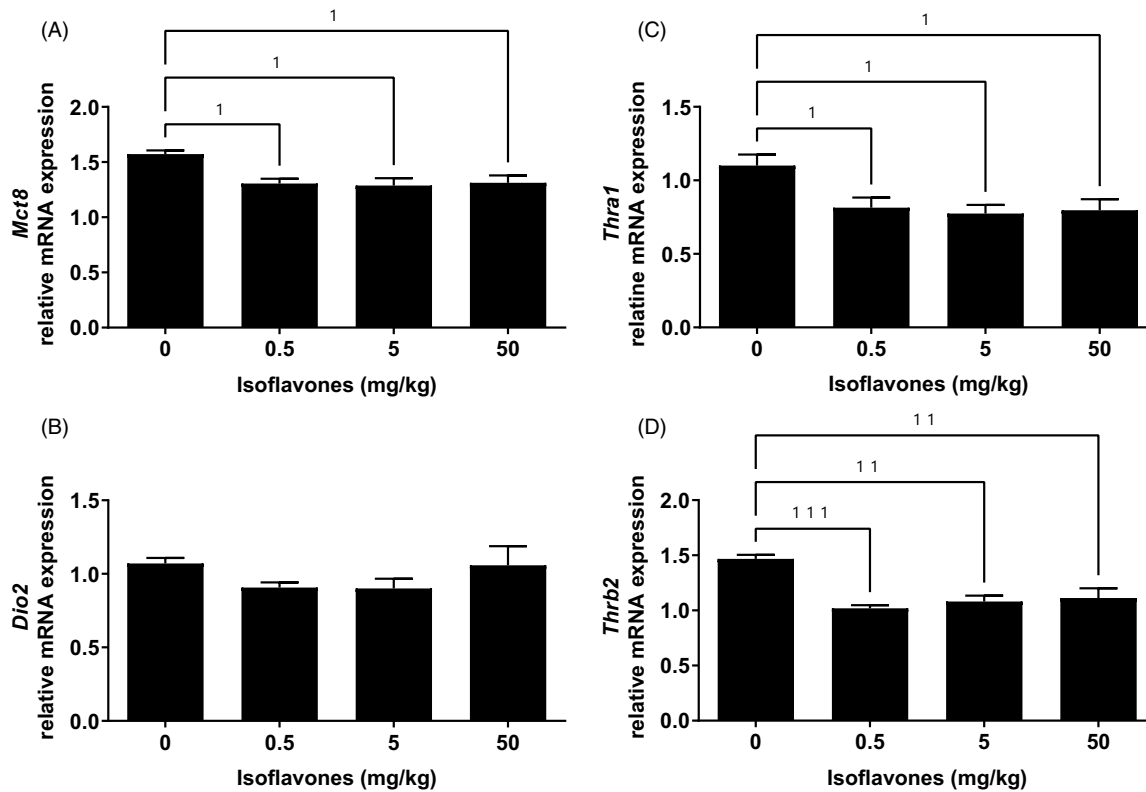 (A)
1
1
1
2.0
1.5
1.0
0.5
0.0
Mct8
relative mRNA expression
0 0.5 5 50
Isoflavones (mg/kg)
(B)
1.5
1.0
0.5
0.0
Dio2
relative mRNA expression
0 0.5 5 50
Isoflavones (mg/kg)
(C)
1
1
1
1.5
1.0
0.5
0.0
Thra1
relatine mRNA expression
0 0.5 5 50
Isoflavones (mg/kg)
(D)
1 1
1 1
1 1 1
2.0
1.5
1.0
0.5
0.0
Thrb2
relative mRNA expression
0 0.5 5 50
Isoflavones (mg/kg)